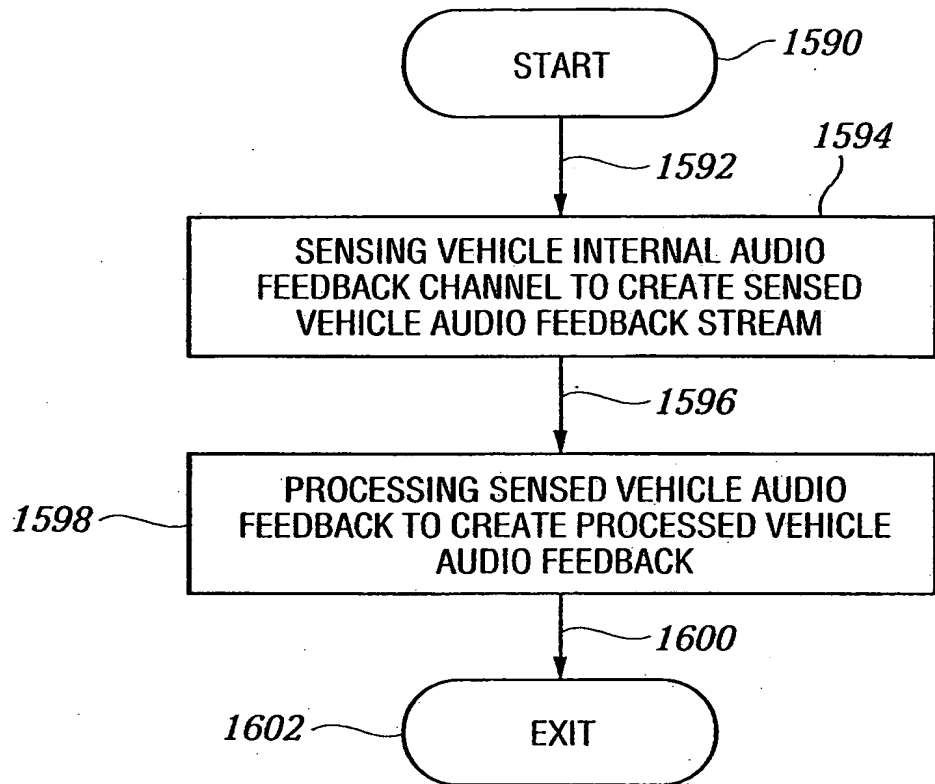 START
1590
1592
1594
SENSING VEHICLE INTERNAL AUDIO
FEEDBACK CHANNEL TO CREATE SENSED
VEHICLE AUDIO FEEDBACK STREAM
1596
PROCESSING SENSED VEHICLE AUDIO
FEEDBACK TO CREATE PROCESSED VEHICLE
AUDIO FEEDBACK
1598
1600
1602
EXIT